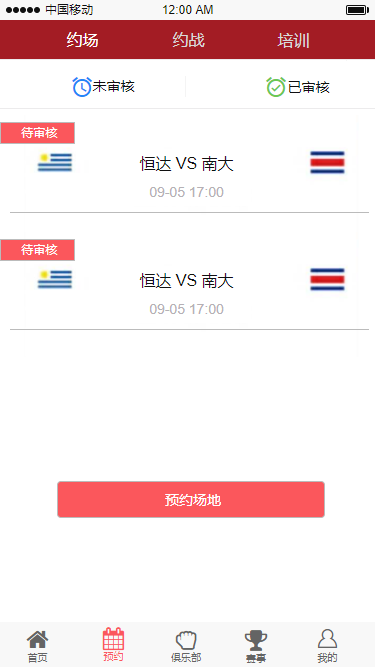 中国移动 12:00 AM
约场 约战 培训
未审核 已审核
待审核
恒达 VS 南大
09-05 17:00
待审核
恒达 VS 南大
09-05 17:00
预约场地
首页 预约 俱乐部 赛事 我的